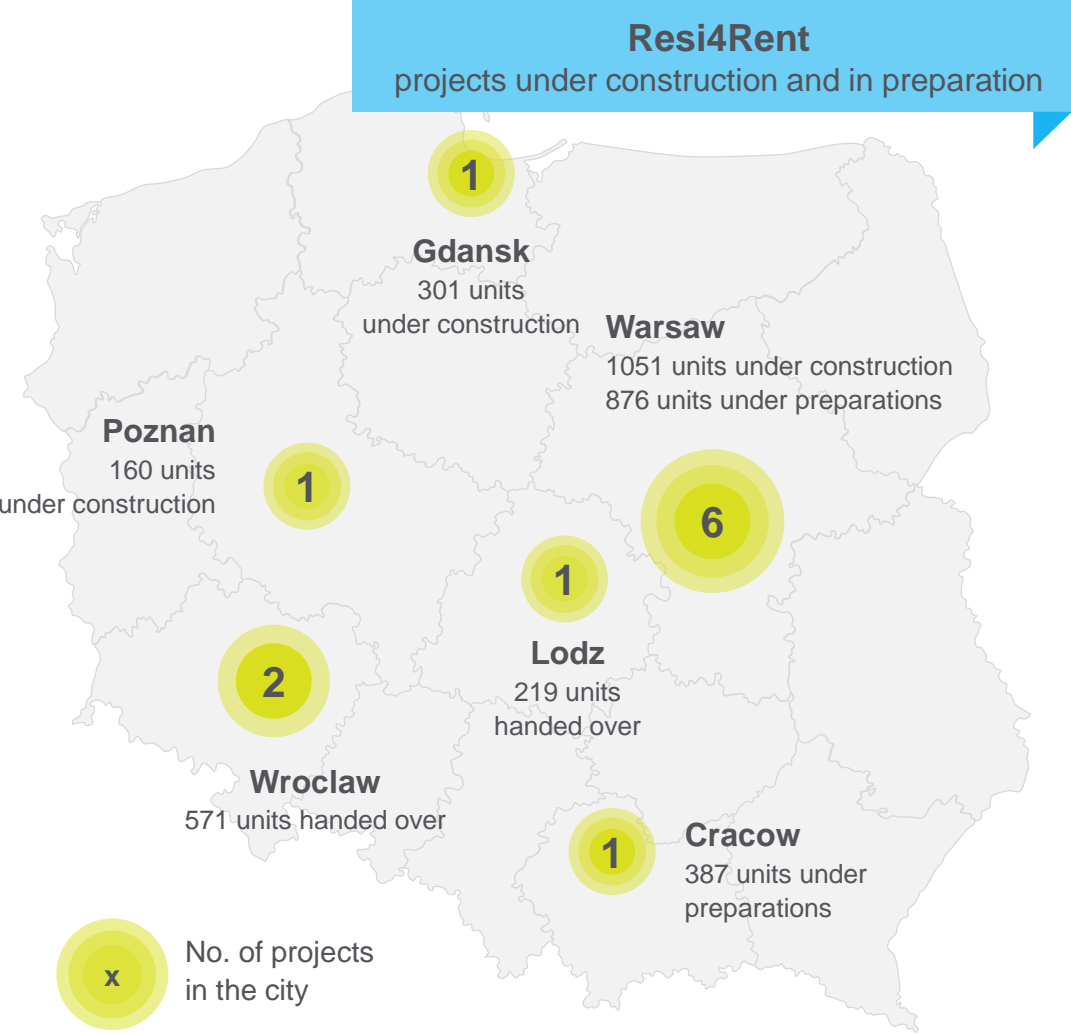 Resi4Rent
projects under construction and in preparation
1
Gdansk
301 units
under construction
Warsaw
1051 units under construction
876 units under preparations
6
Poznan
160 units
under construction
1
1
Lodz
219 units
handed over
2
Wroclaw
571 units handed over
1
Cracow
387 units under
preparations
x
No. of projects
in the city